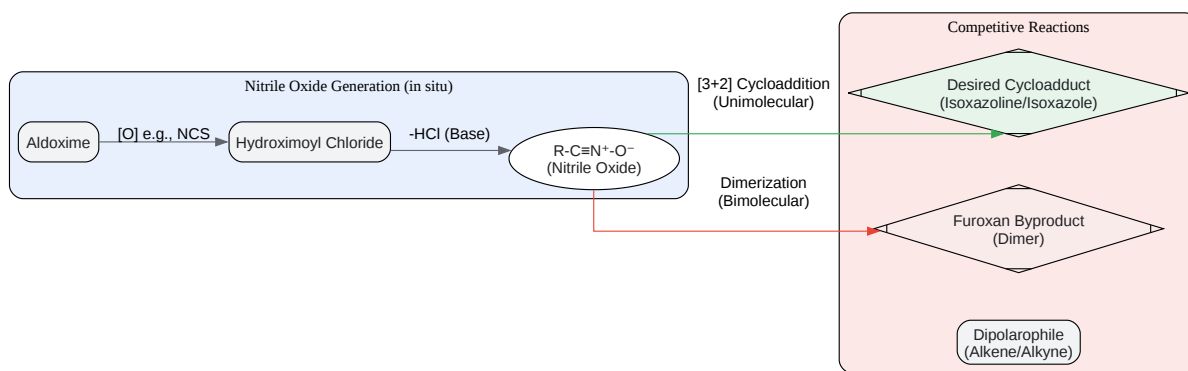 Competitive Reactions
Nitrile Oxide Generation (in situ)
Aldoxime
[O] e.g., NCS
Hydroximoyl Chloride
-HCl (Base)
R-C≡N⁺-O⁻
(Nitrile Oxide)
[3+2] Cycloaddition
(Unimolecular)
Desired Cycloadduct
(Isoxazoline/Isoxazole)
Dimerization
(Bimolecular)
Furoxan Byproduct
(Dimer)
Dipolarophile
(Alkene/Alkyne)